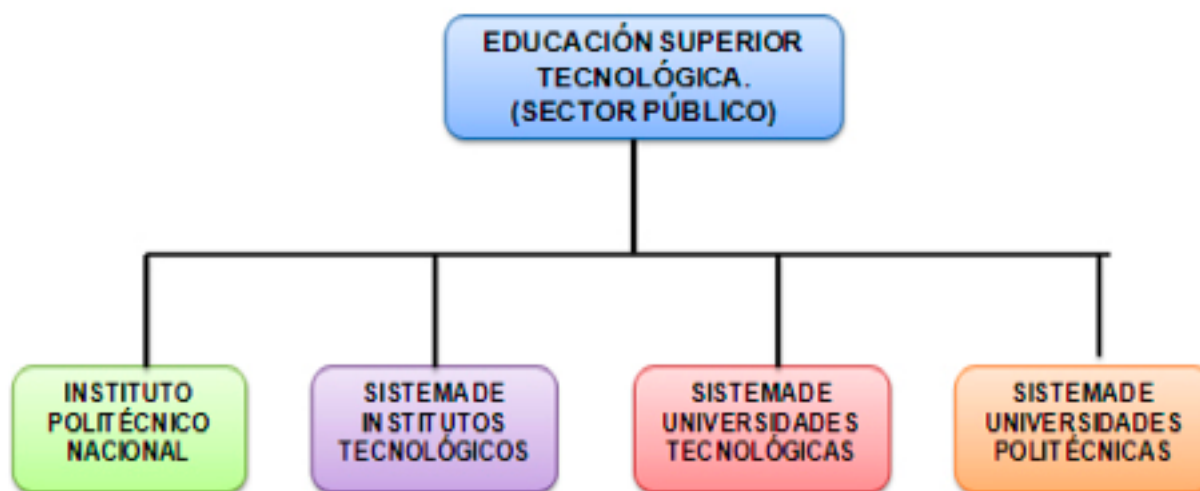 EDUCACIÓN SUPERIOR
TECNOLÓGICA.
(SECTOR PÚBLICO)
INSTITUTO
POLITÉCNICO
NACIONAL
SISTEMA DE
INSTITUTOS
TECNOLÓGICOS
SISTEMA DE
UNIVERSIDADES
TECNOLÓGICAS
SISTEMA DE
UNIVERSIDADES
POLITÉCNICAS